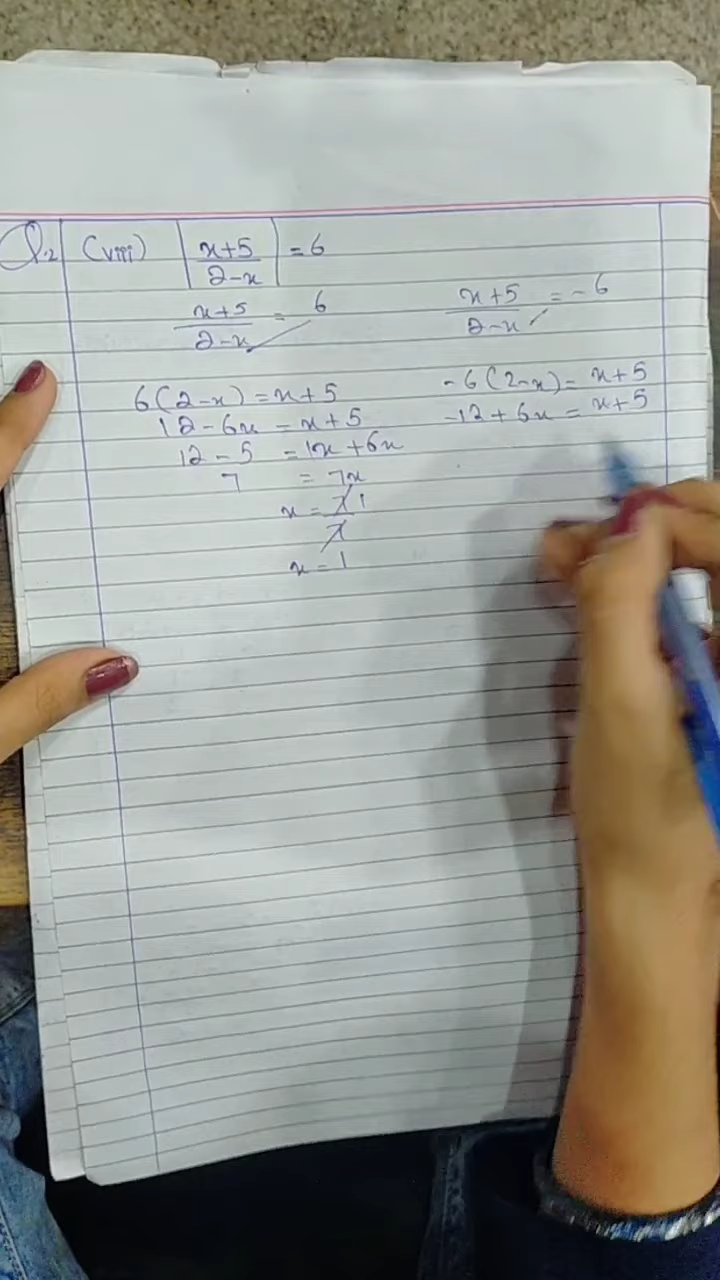 Q.2 (viii) |x+5/2-x| = 6
x+5/2-x = 6
6(2-x) = x+5
12-6x = x+5
12-5 = 1x+6x
7 = 7x
x = 7/7 1
x = 1
x+5/2-x = -6
-6(2-x) = x+5
-12+6x = x+5